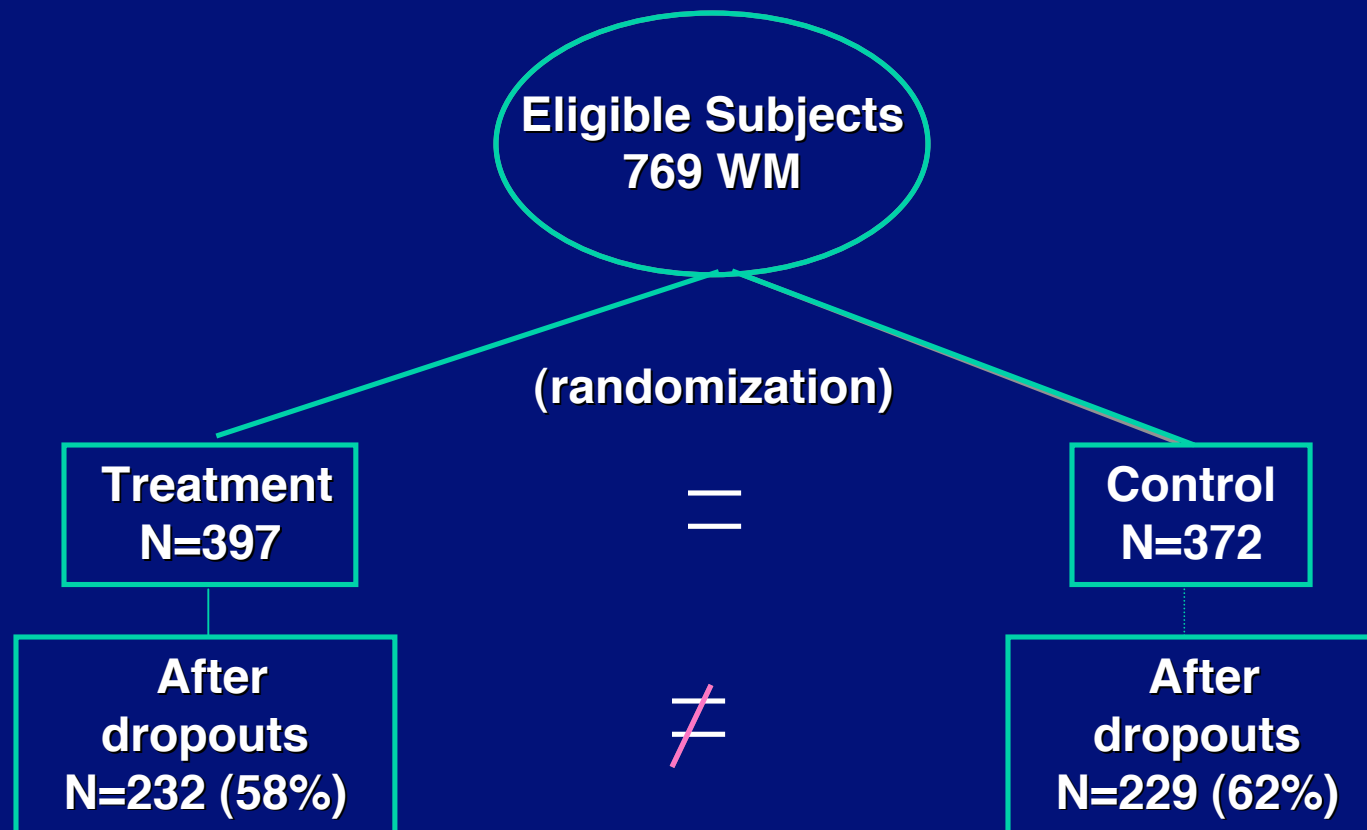 Eligible Subjects
769 WM
(randomization)
Treatment
N=397
=
Control
N=372
After
dropouts
N=232 (58%)
≠
After
dropouts
N=229 (62%)